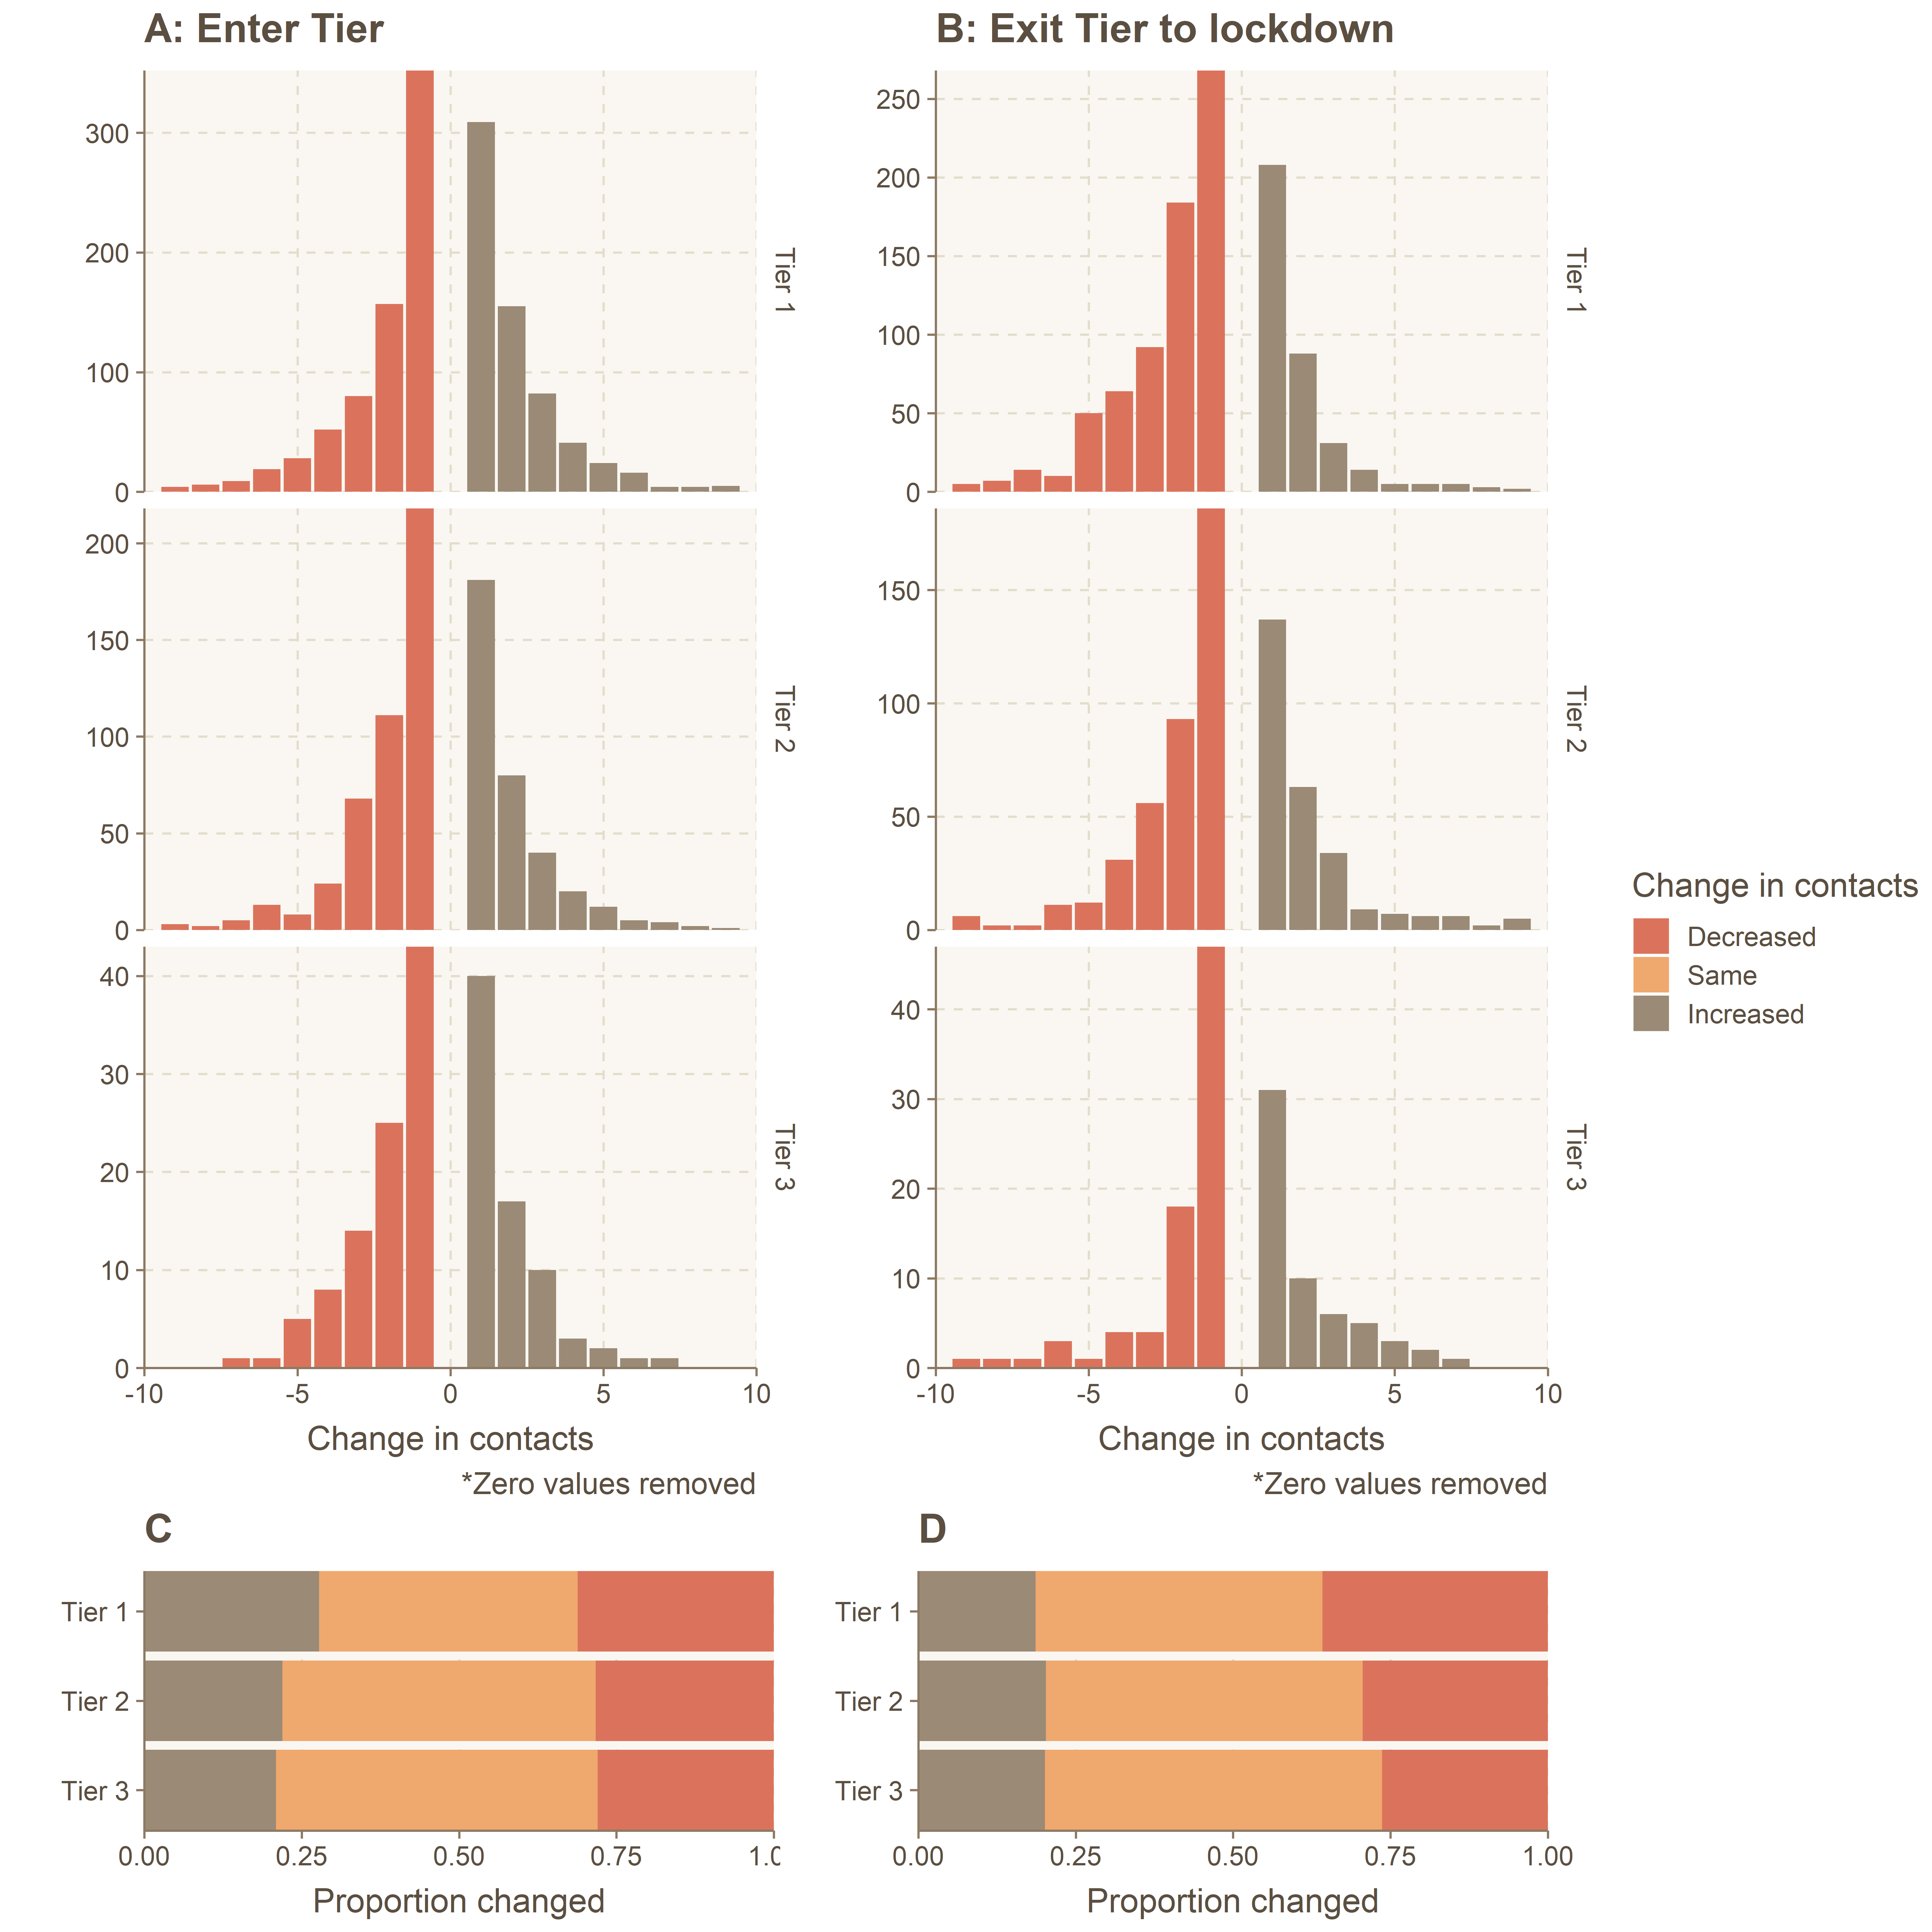 A: Enter Tier
300
200
100
0
Tier 1
200
150
100
50
0
Tier 2
40
30
20
10
0
Tier 3
-10 -5 0 5 10
Change in contacts
*Zero values removed
B: Exit Tier to lockdown
250
200
150
100
50
0
Tier 1
150
100
50
0
Tier 2
40
30
20
10
0
Tier 3
-10 -5 0 5 10
Change in contacts
*Zero values removed
Change in contacts
Decreased
Same
Increased
C
Tier 1
Tier 2
Tier 3
0.00 0.25 0.50 0.75 1.0
Proportion changed
D
Tier 1
Tier 2
Tier 3
0.00 0.25 0.50 0.75 1.00
Proportion changed